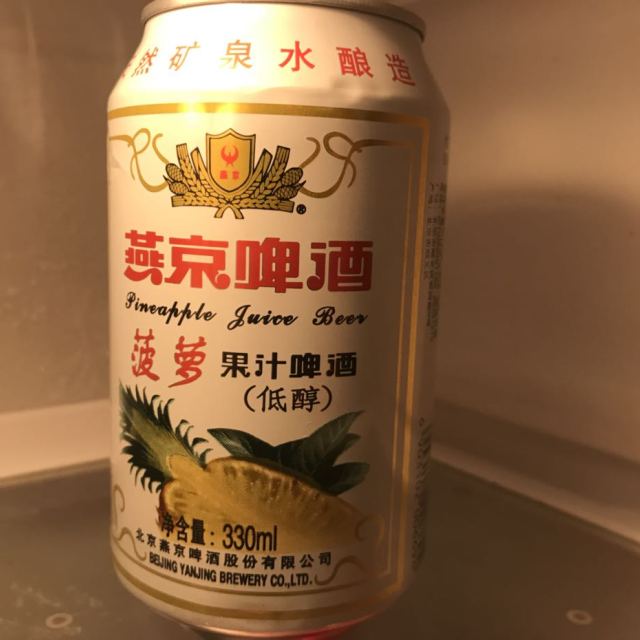 然矿泉水酿造
燕京
®
燕京啤酒
Pineapple Juice Beer
菠萝果汁啤酒
(低醇)
净含量:330ml
北京燕京啤酒股份有限公司
BEIJING YANJING BREWERY CO.,LTD.